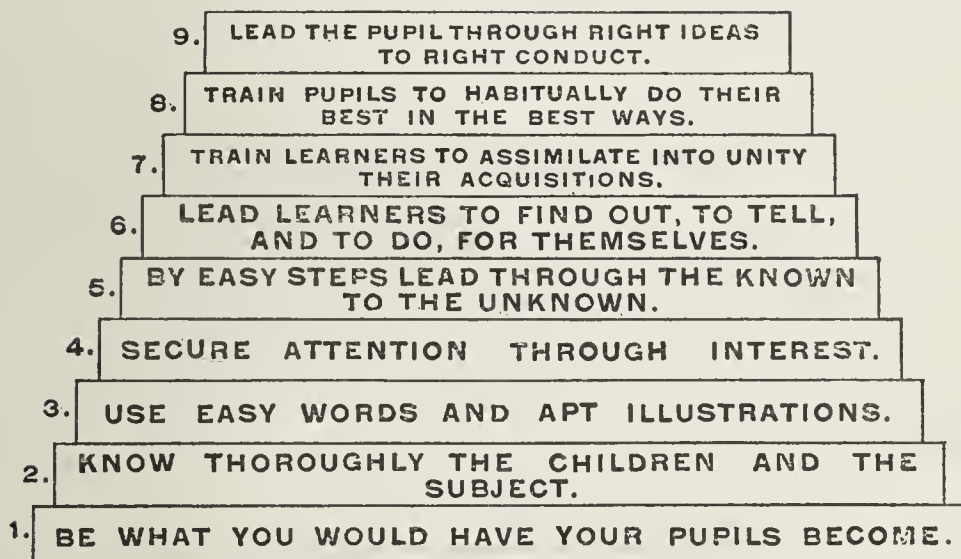 9. LEAD THE PUPIL THROUGH RIGHT IDEAS
TO RIGHT CONDUCT.
8. TRAIN PUPILS TO HABITUALLY DO THEIR
BEST IN THE BEST WAYS.
7. TRAIN LEARNERS TO ASSIMILATE INTO UNITY
THEIR ACQUISITIONS.
6. LEAD LEARNERS TO FIND OUT, TO TELL,
AND TO DO, FOR THEMSELVES.
5. BY EASY STEPS LEAD THROUGH THE KNOWN
TO THE UNKNOWN.
4. SECURE ATTENTION THROUGH INTEREST.
3. USE EASY WORDS AND APT ILLUSTRATIONS.
2. KNOW THOROUGHLY THE CHILDREN AND THE
SUBJECT.
1. BE WHAT YOU WOULD HAVE YOUR PUPILS BECOME.